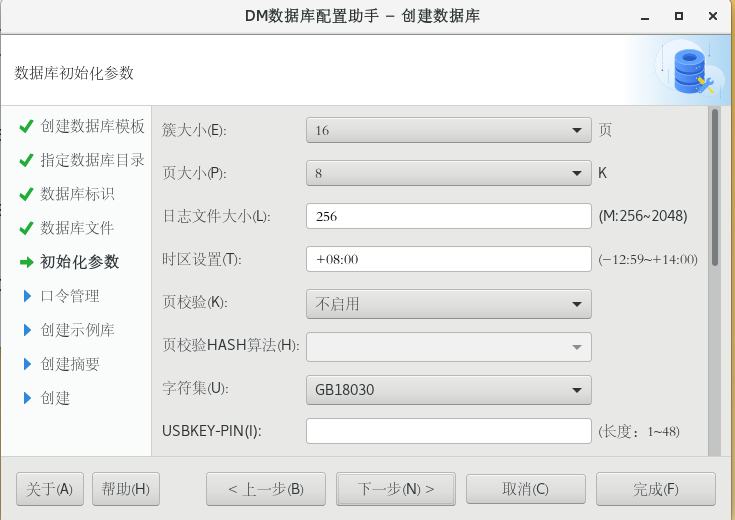 DM数据库配置助手 – 创建数据库
数据库初始化参数
创建数据库模板
指定数据库目录
数据库标识
数据库文件
初始化参数
口令管理
创建示例库
创建摘要
创建
簇大小(E): 16 页
页大小(P): 8 K
日志文件大小(L): 256 (M:256~2048)
时区设置(T): +08:00 (−12:59~+14:00)
页校验(K): 不启用
页校验HASH算法(H):
字符集(U): GB18030
USBKEY-PIN(I): (长度：1~48)
关于(A) 帮助(H) < 上一步(B) 下一步(N) > 取消(C) 完成(F)